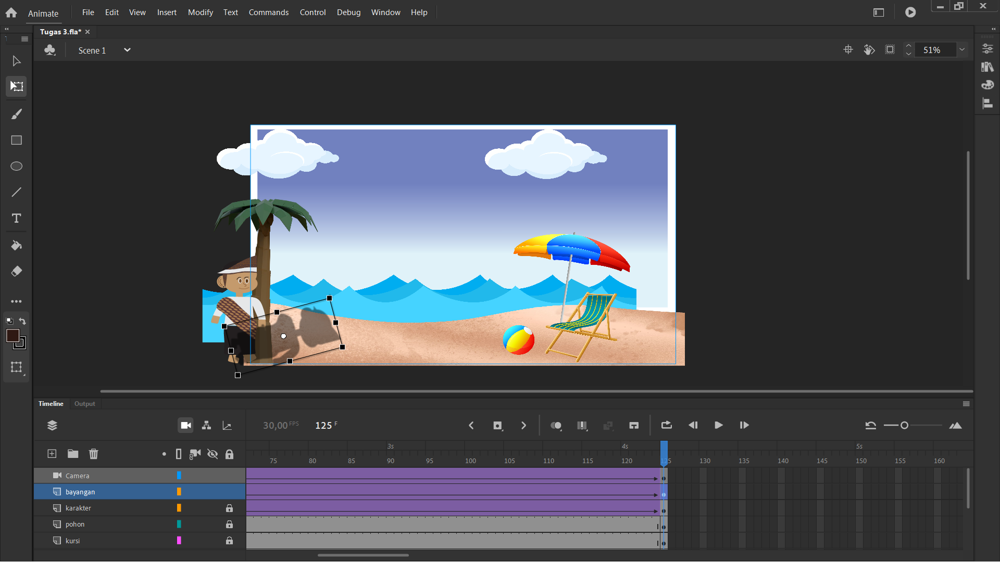 Animate File Edit View Insert Modify Text Commands Control Debug Window Help
Tugas 3.fla*
Scene 1
51%
Timeline Output
30,00 FPS 125 F
3s 4s 5s
75 80 85 90 95 100 105 110 115 120 125 130 135 140 145 150 155 160
Camera
bayangan
karakter
pohon
kursi